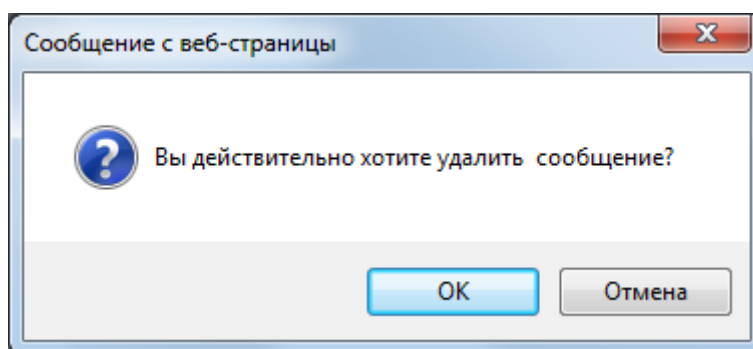 Сообщение с веб-страницы
Вы действительно хотите удалить  сообщение?
OK
Отмена